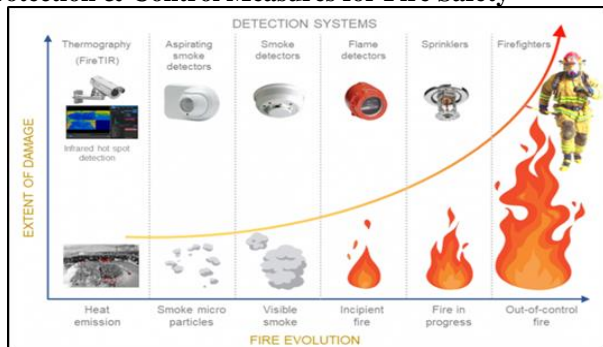 DETECTION SYSTEMS
Thermography
(FireTIR)
Aspirating
smoke
detectors
Smoke
detectors
Flame
detectors
Sprinklers
Firefighters
Infrared hot spot
detection
EXTENT OF DAMAGE
Heat
emission
Smoke micro
particles
Visible
smoke
Incipient
fire
Fire in
progress
Out-of-control
fire
FIRE EVOLUTION